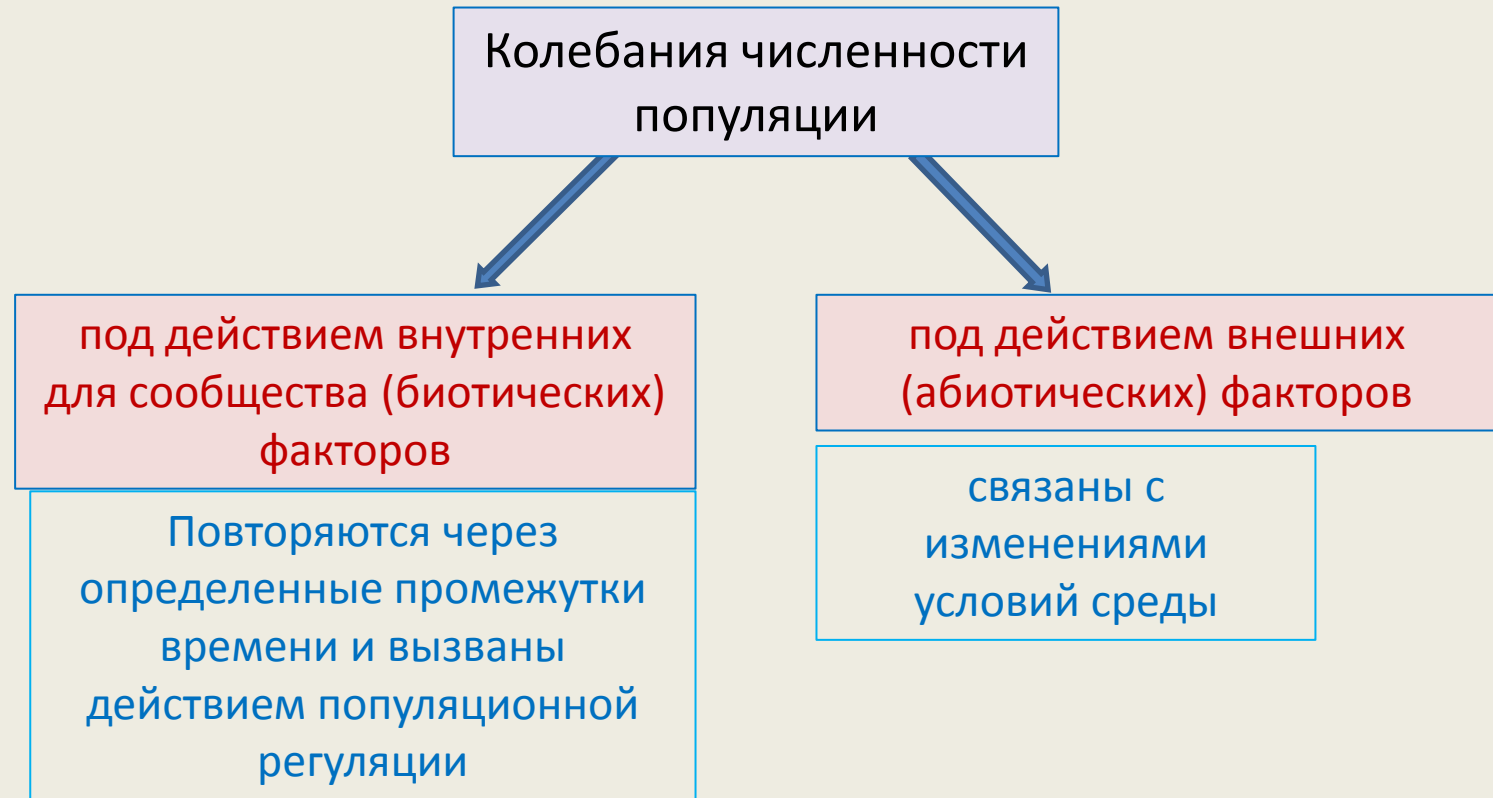 Колебания численности
популяции
под действием внутренних
для сообщества (биотических)
факторов
Повторяются через
определенные промежутки
времени и вызваны
действием популяционной
регуляции
под действием внешних
(абиотических) факторов
связаны с
изменениями
условий среды